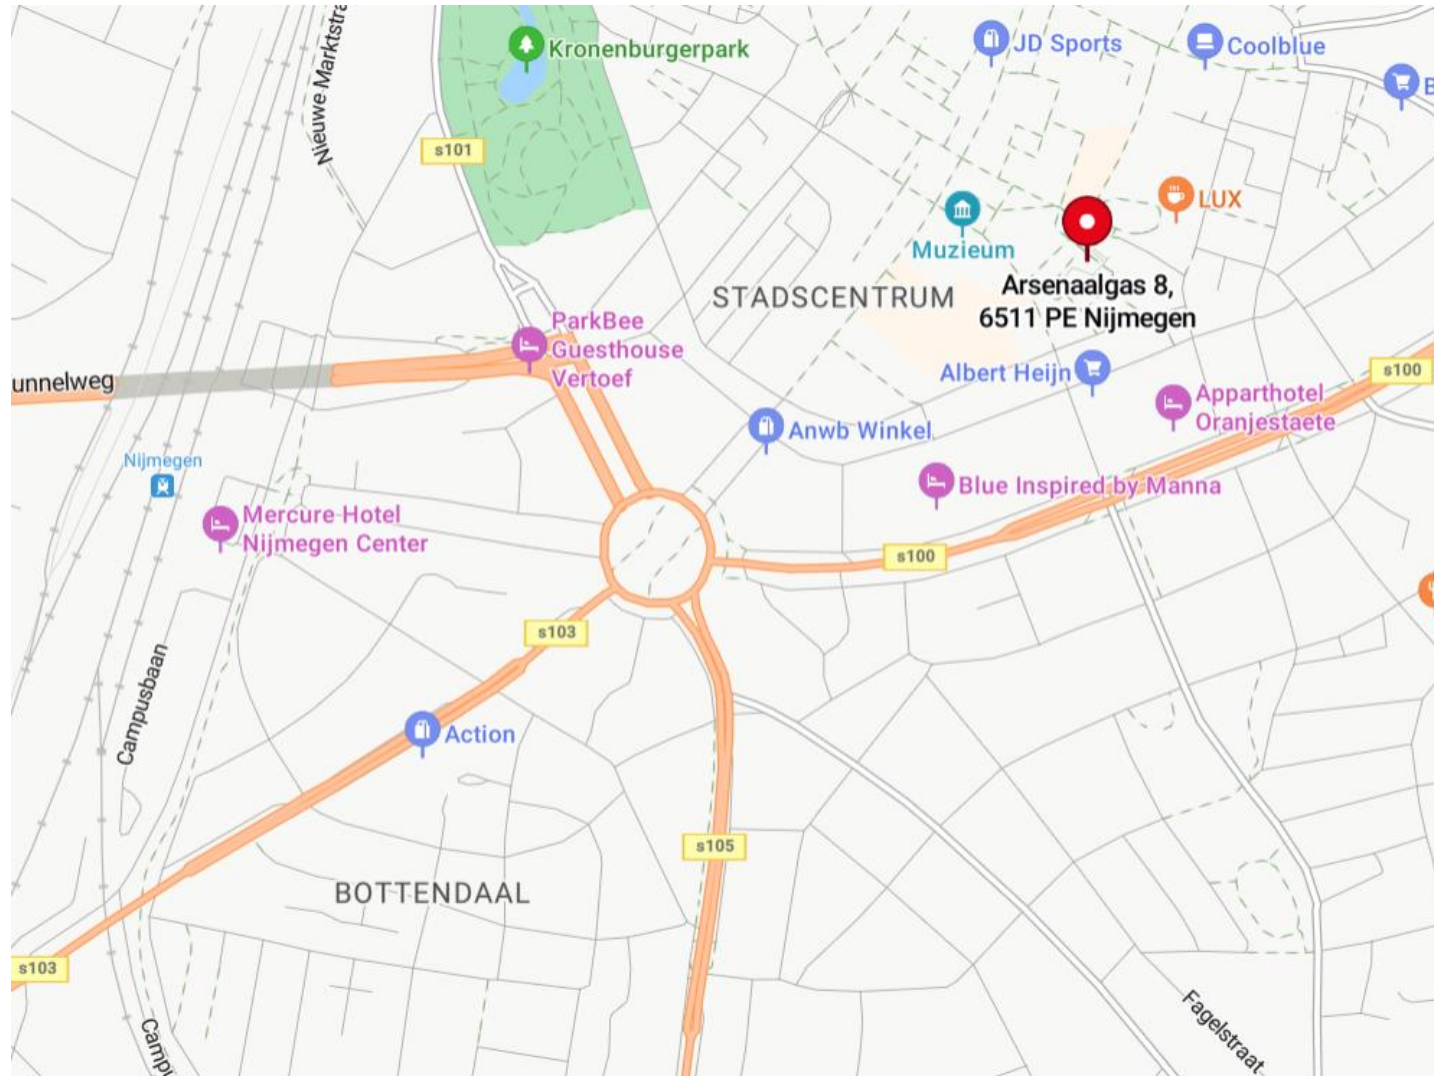 Nieuwe Marktstra
Kronenburgerpark
JD Sports
Coolblue
B
s101
LUX
Muzieum
Arsenaalgas 8,
6511 PE Nijmegen
STADSCENTRUM
ParkBee
Guesthouse
Vertoef
unnelweg
Albert Heijn
s100
Apparthotel
Oranjestaete
Anwb Winkel
Nijmegen
Blue Inspired by Manna
Mercure Hotel
Nijmegen Center
s100
s103
Campusbaan
Action
s105
BOTTENDAAL
s103
Fagelstraat
Campu